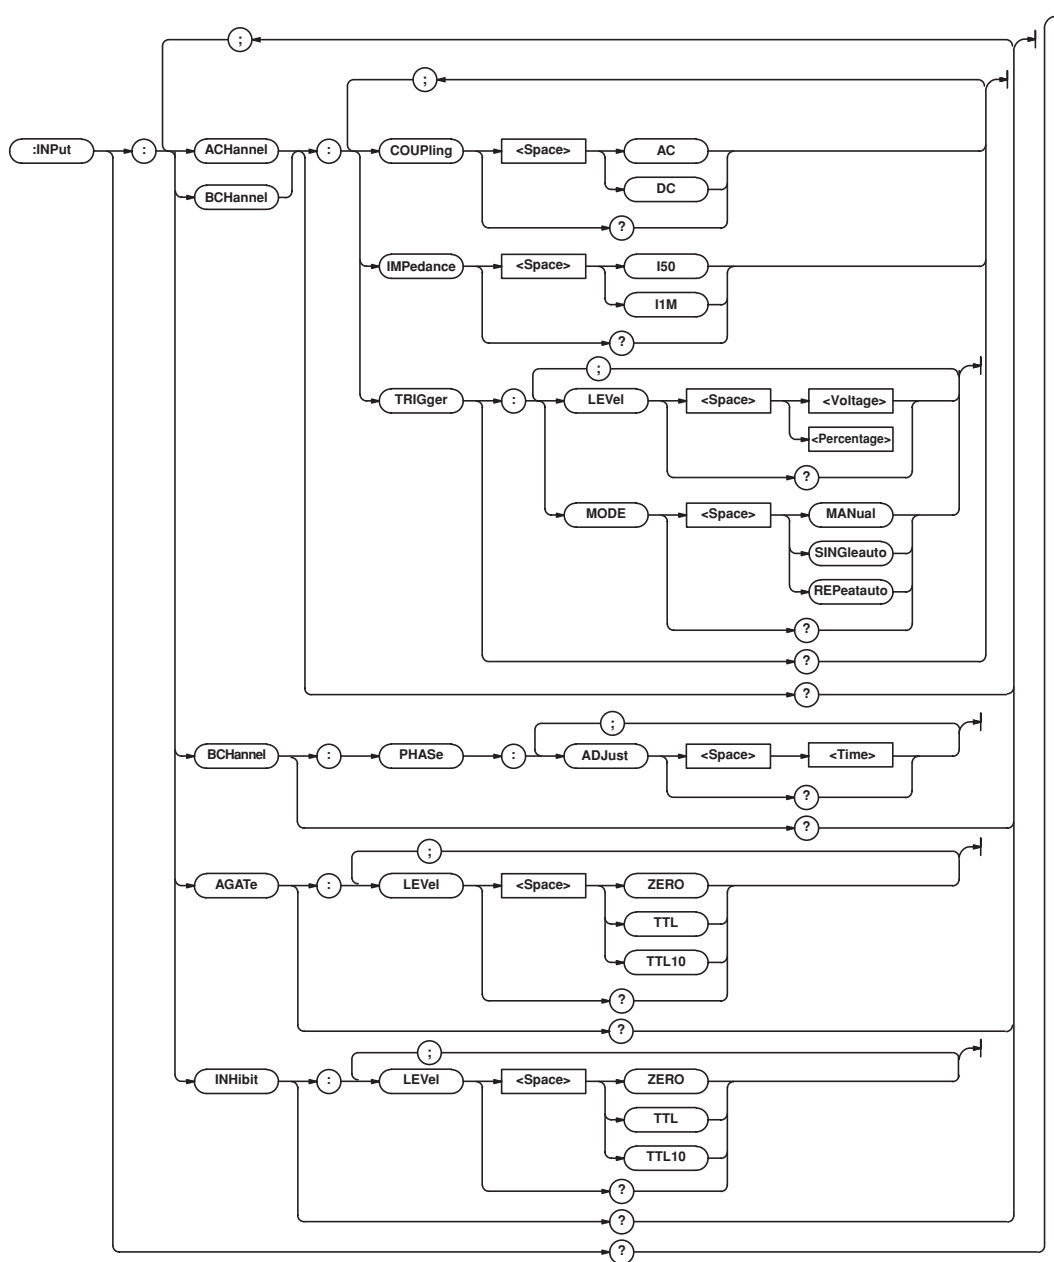 ;
;
:INPut : ACHannel : COUPling <Space> AC
BCHannel DC
?
IMPedance <Space> I50
I1M
?
;
TRIGger : LEVel <Space> <Voltage>
<Percentage>
?
MODE <Space> MANual
SINGleauto
REPeatauto
?
?
?
;
BCHannel : PHASe : ADJust <Space> <Time>
?
?
;
AGATe : LEVel <Space> ZERO
TTL
TTL10
?
?
;
INHibit : LEVel <Space> ZERO
TTL
TTL10
?
?
?